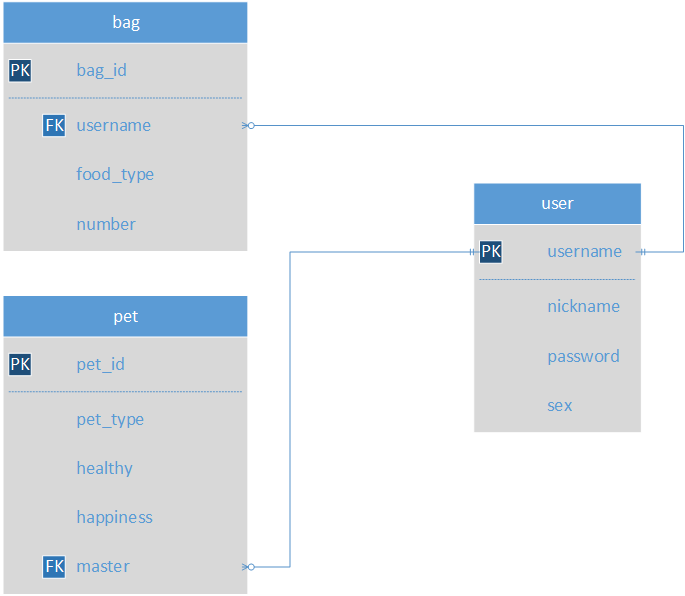 bag
PK bag_id
FK username
food_type
number
user
PK username
nickname
password
sex
pet
PK pet_id
pet_type
healthy
happiness
FK master